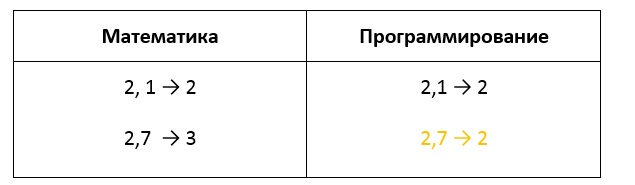 Математика Программирование
2, 1 → 2 2,1 → 2
2,7 → 3 2,7 → 2